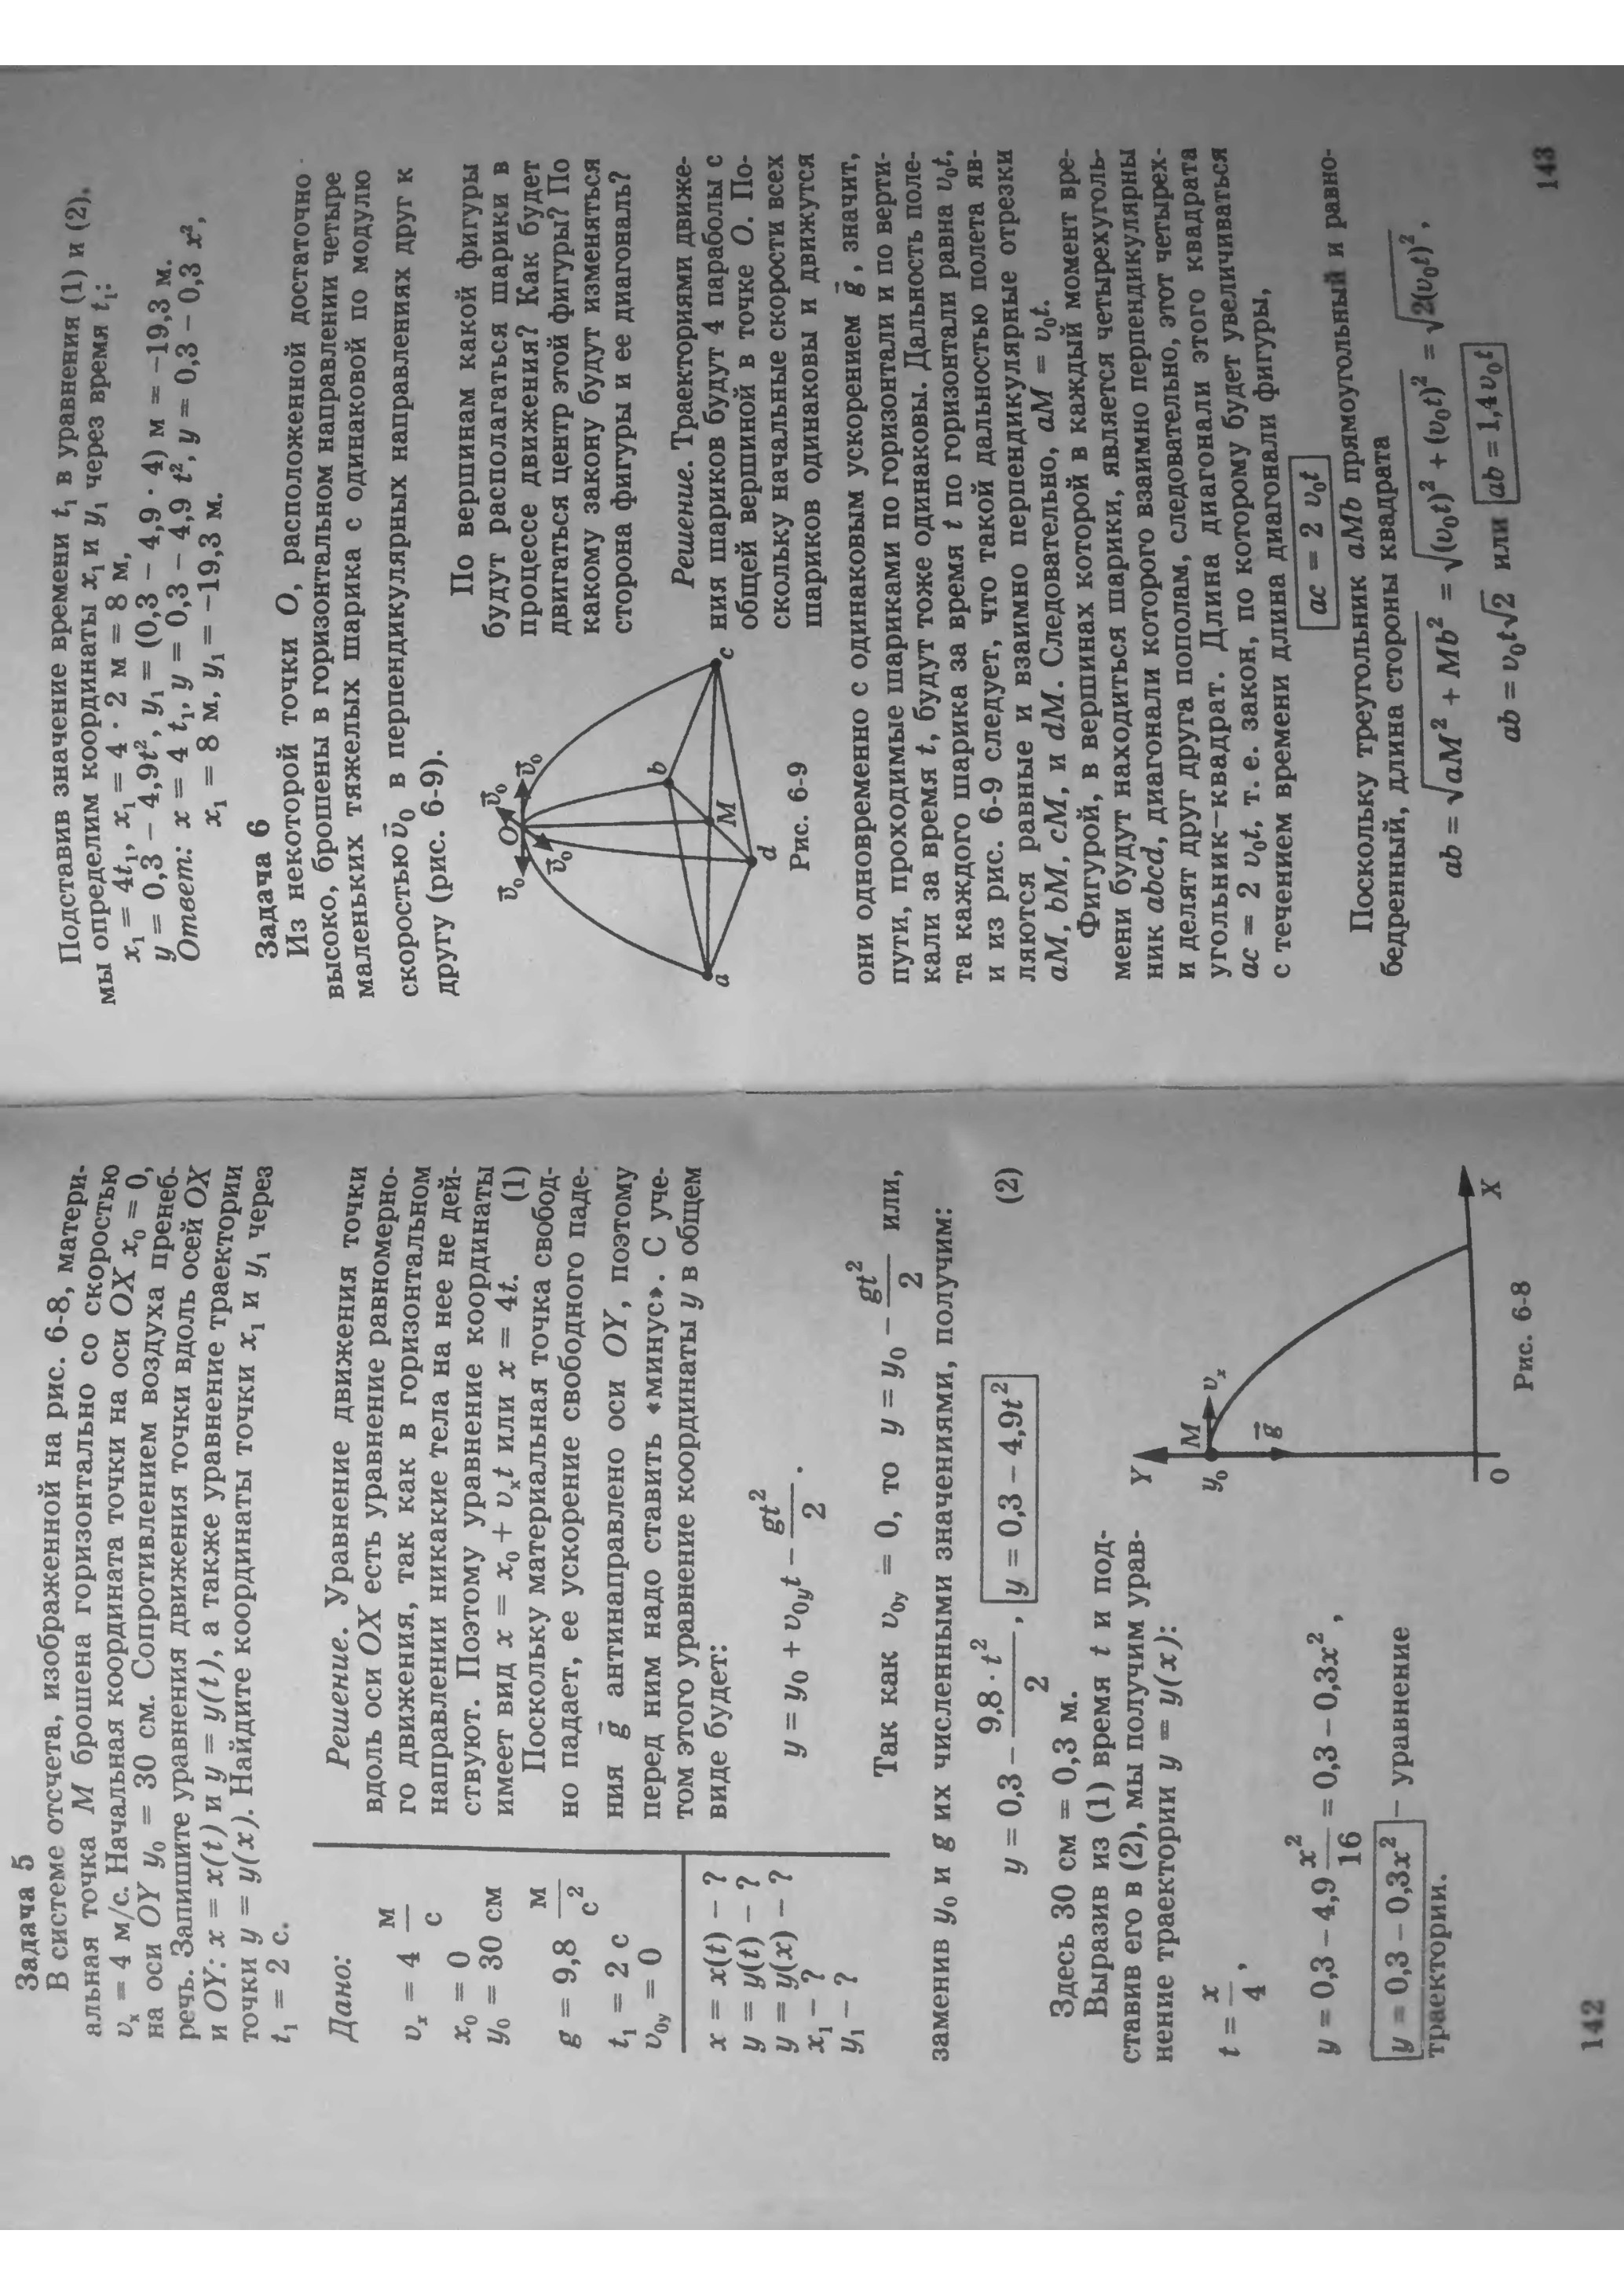 Задача 5
В системе отсчета, изображенной на рис. 6-8, матери-
альная точка M брошена горизонтально со скоростью
vₓ = 4 м/с. Начальная координата точки на оси OX x₀ = 0,
на оси OY y₀ = 30 см. Сопротивлением воздуха пренеб-
речь. Запишите уравнения движения точки вдоль осей OX
и OY: x = x(t) и y = y(t), а также уравнение траектории
точки y = y(x). Найдите координаты точки x₁ и y₁ через
t₁ = 2 с.
Дано:
vₓ = 4 м/с
x₀ = 0
y₀ = 30 см
g = 9,8 м/с²
t₁ = 2 с
v₀y = 0
x = x(t) – ?
y = y(t) – ?
y = y(x) – ?
x₁ – ?
y₁ – ?
Решение. Уравнение движения точки
вдоль оси OX есть уравнение равномерно-
го движения, так как в горизонтальном
направлении никакие тела на нее не дей-
ствуют. Поэтому уравнение координаты
имеет вид x = x₀ + vₓt или x = 4t. (1)
Поскольку материальная точка свобод-
но падает, ее ускорение свободного паде-
ния g⃗ антинаправлено оси OY, поэтому
перед ним надо ставить «минус». С уче-
том этого уравнение координаты y в общем
виде будет:
y = y₀ + v₀yt – gt²/2 .
Так как v₀y = 0, то y = y₀ – gt²/2 или,
заменив y₀ и g их численными значениями, получим:
y = 0,3 – 9,8 · t²/2 , y = 0,3 – 4,9t² (2)
Здесь 30 см = 0,3 м.
Выразив из (1) время t и под-
ставив его в (2), мы получим урав-
нение траектории y = y(x):
t = x/4 ,
y = 0,3 – 4,9 x²/16 = 0,3 – 0,3x² ,
y = 0,3 – 0,3x² – уравнение
траектории.
Y
M
vₓ
y₀
g⃗
O
X
Рис. 6-8
142
Подставив значение времени t₁ в уравнения (1) и (2),
мы определим координаты x₁ и y₁ через время t₁:
x₁ = 4t₁, x₁ = 4 · 2 м = 8 м,
y = 0,3 – 4,9t², y₁ = (0,3 – 4,9 · 4) м = –19,3 м.
Ответ: x = 4 t₁, y = 0,3 – 4,9 t², y = 0,3 – 0,3 x²,
x₁ = 8 м, y₁ = –19,3 м.
Задача 6
Из некоторой точки O, расположенной достаточно
высоко, брошены в горизонтальном направлении четыре
маленьких тяжелых шарика с одинаковой по модулю
скоростью v⃗₀ в перпендикулярных направлениях друг к
другу (рис. 6-9).
O
v⃗₀
v⃗₀
v⃗₀
v⃗₀
a
b
c
d
M
Рис. 6-9
По вершинам какой фигуры
будут располагаться шарики в
процессе движения? Как будет
двигаться центр этой фигуры? По
какому закону будут изменяться
сторона фигуры и ее диагональ?
Решение. Траекториями движе-
ния шариков будут 4 параболы с
общей вершиной в точке O. По-
скольку начальные скорости всех
шариков одинаковы и движутся
они одновременно с одинаковым ускорением g⃗, значит,
пути, проходимые шариками по горизонтали и по верти-
кали за время t, будут тоже одинаковы. Дальность поле-
та каждого шарика за время t по горизонтали равна v₀t,
и из рис. 6-9 следует, что такой дальностью полета яв-
ляются равные и взаимно перпендикулярные отрезки
aM, bM, cM, и dM. Следовательно, aM = v₀t.
Фигурой, в вершинах которой в каждый момент вре-
мени будут находиться шарики, является четырехуголь-
ник abcd, диагонали которого взаимно перпендикулярны
и делят друг друга пополам, следовательно, этот четырех-
угольник–квадрат. Длина диагонали этого квадрата
ac = 2 v₀t, т. е. закон, по которому будет увеличиваться
с течением времени длина диагонали фигуры,
ac = 2 v₀t
Поскольку треугольник aMb прямоугольный и равно-
бедренный, длина стороны квадрата
ab = √(aM² + Mb²) = √((v₀t)² + (v₀t)²) = √(2(v₀t)²) ,
ab = v₀t√2 или ab = 1,4 v₀t
143